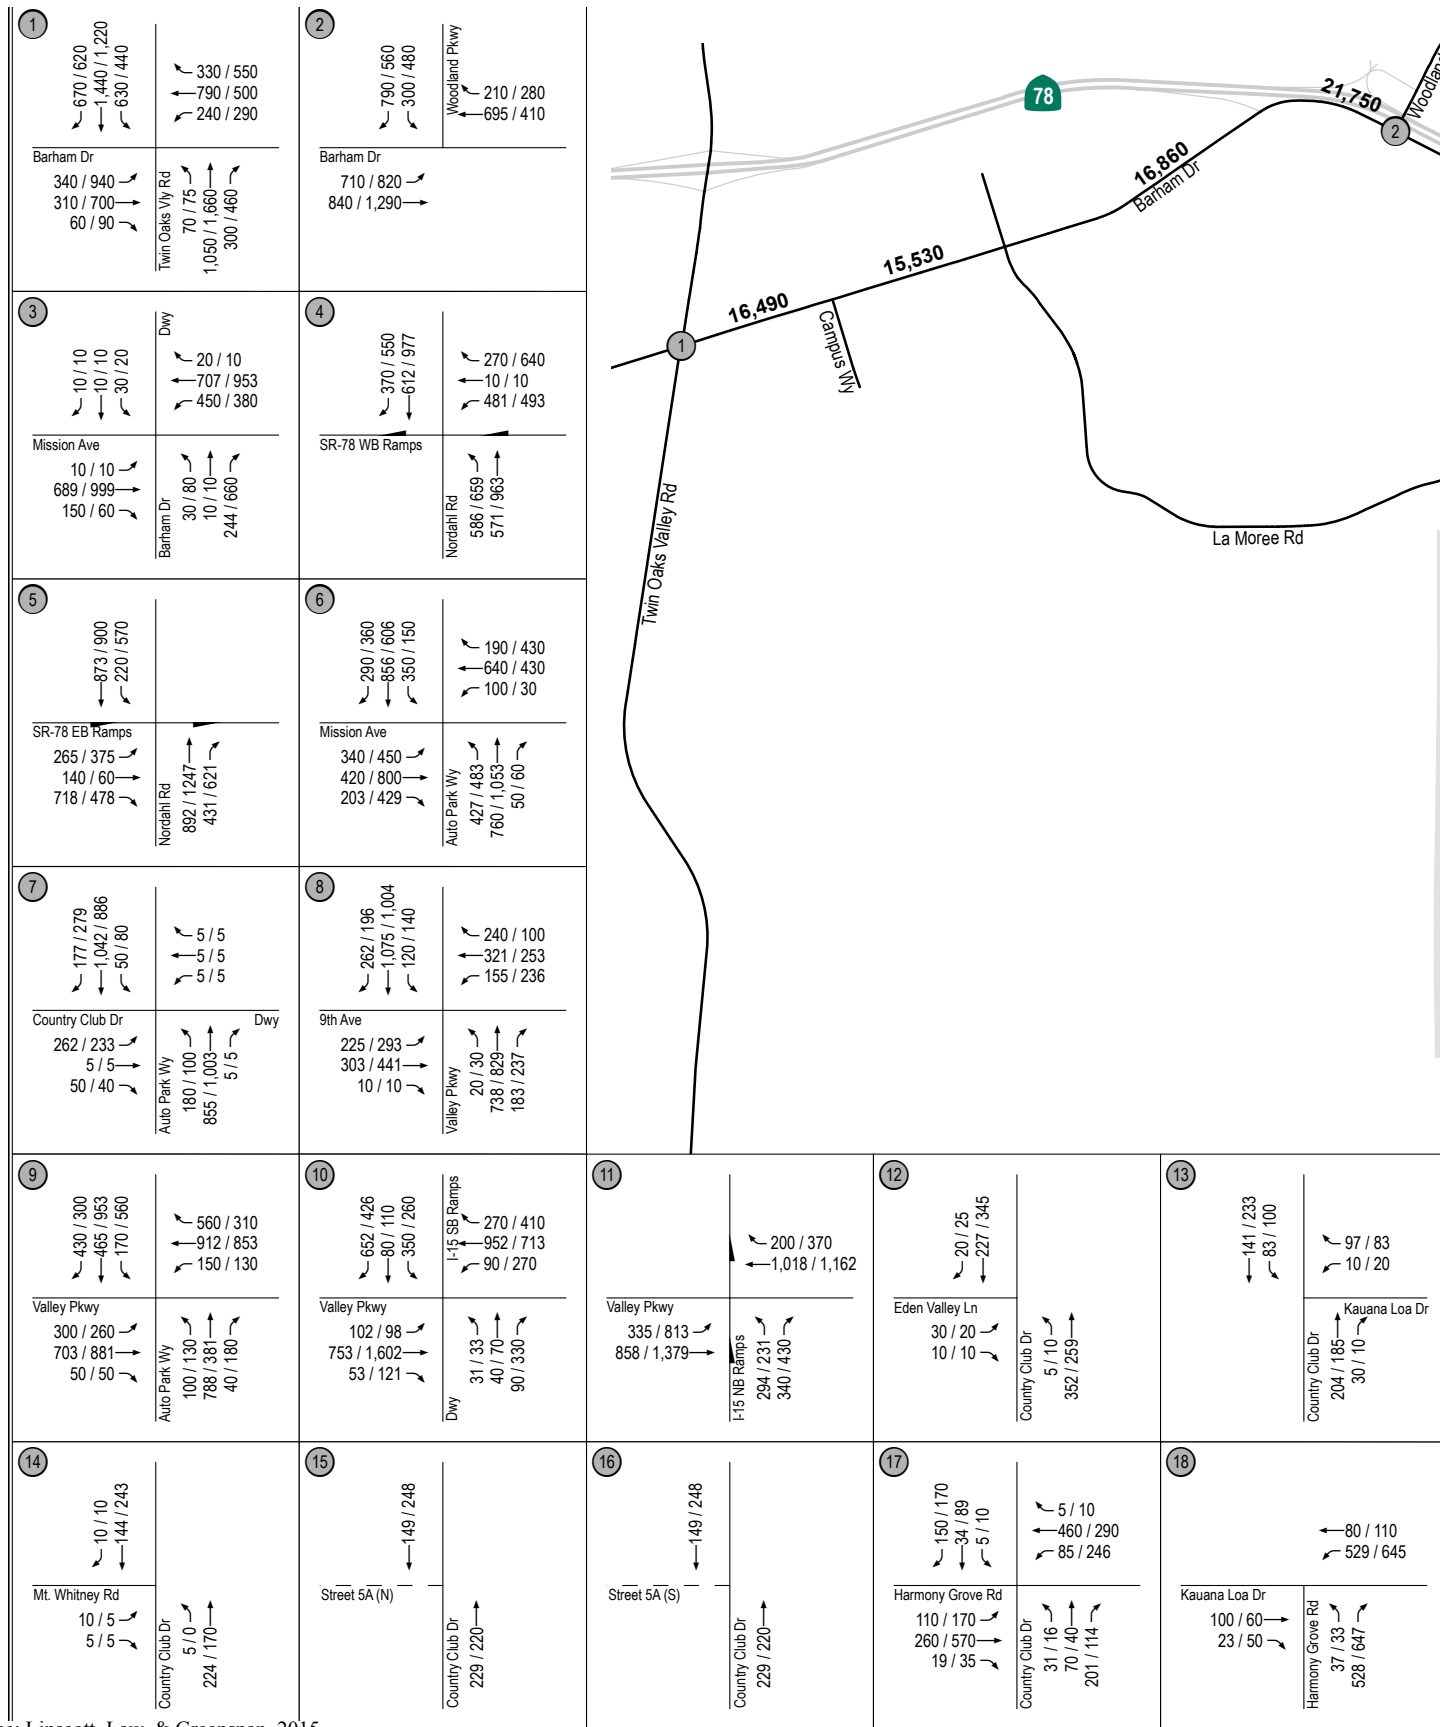 1
670 / 620
1,440 / 1,220
630 / 440
330 / 550
790 / 500
240 / 290
Barham Dr
340 / 940
310 / 700
60 / 90
Twin Oaks Vly Rd
70 / 75
1,050 / 1,660
300 / 460
2
790 / 560
300 / 480
Woodland Pkwy
210 / 280
695 / 410
Barham Dr
710 / 820
840 / 1,290
3
10 / 10
10 / 10
30 / 20
Dwy
20 / 10
707 / 953
450 / 380
Mission Ave
10 / 10
689 / 999
150 / 60
Barham Dr
30 / 80
10 / 10
244 / 660
4
370 / 550
612 / 977
270 / 640
10 / 10
481 / 493
SR-78 WB Ramps
Nordahl Rd
586 / 659
571 / 963
5
873 / 900
220 / 570
SR-78 EB Ramps
265 / 375
140 / 60
718 / 478
Nordahl Rd
892 / 1247
431 / 621
6
290 / 360
856 / 606
350 / 150
190 / 430
640 / 430
100 / 30
Mission Ave
340 / 450
420 / 800
203 / 429
Auto Park Wy
427 / 483
760 / 1,053
50 / 60
7
177 / 279
1,042 / 886
50 / 80
5 / 5
5 / 5
5 / 5
Country Club Dr
Dwy
262 / 233
5 / 5
50 / 40
Auto Park Wy
180 / 100
855 / 1,003
5 / 5
8
262 / 196
1,075 / 1,004
120 / 140
240 / 100
321 / 253
155 / 236
9th Ave
225 / 293
303 / 441
10 / 10
Valley Pkwy
20 / 30
738 / 829
183 / 237
78
21,750
Woodland
2
16,860
Barham Dr
15,530
16,490
1
Campus Wy
Twin Oaks Valley Rd
La Moree Rd
9
430 / 300
465 / 953
170 / 560
560 / 310
912 / 853
150 / 130
Valley Pkwy
300 / 260
703 / 881
50 / 50
Auto Park Wy
100 / 130
788 / 381
40 / 180
10
652 / 426
80 / 110
350 / 260
I-15 SB Ramps
270 / 410
952 / 713
90 / 270
Valley Pkwy
102 / 98
753 / 1,602
53 / 121
Dwy
31 / 33
40 / 70
90 / 330
11
200 / 370
1,018 / 1,162
Valley Pkwy
335 / 813
858 / 1,379
I-15 NB Ramps
294 / 231
340 / 430
12
20 / 25
227 / 345
Eden Valley Ln
30 / 20
10 / 10
Country Club Dr
5 / 10
352 / 259
13
141 / 233
83 / 100
97 / 83
10 / 20
Kauana Loa Dr
Country Club Dr
204 / 185
30 / 10
14
10 / 10
144 / 243
Mt. Whitney Rd
10 / 5
5 / 5
Country Club Dr
5 / 0
224 / 170
15
149 / 248
Street 5A (N)
Country Club Dr
229 / 220
16
149 / 248
Street 5A (S)
Country Club Dr
229 / 220
17
150 / 170
34 / 89
5 / 10
5 / 10
460 / 290
85 / 246
Harmony Grove Rd
110 / 170
260 / 570
19 / 35
Country Club Dr
31 / 16
70 / 40
201 / 114
18
80 / 110
529 / 645
Kauana Loa Dr
100 / 60
23 / 50
Harmony Grove Rd
37 / 33
528 / 647
Linscott, Law, & Greenspan, 2015